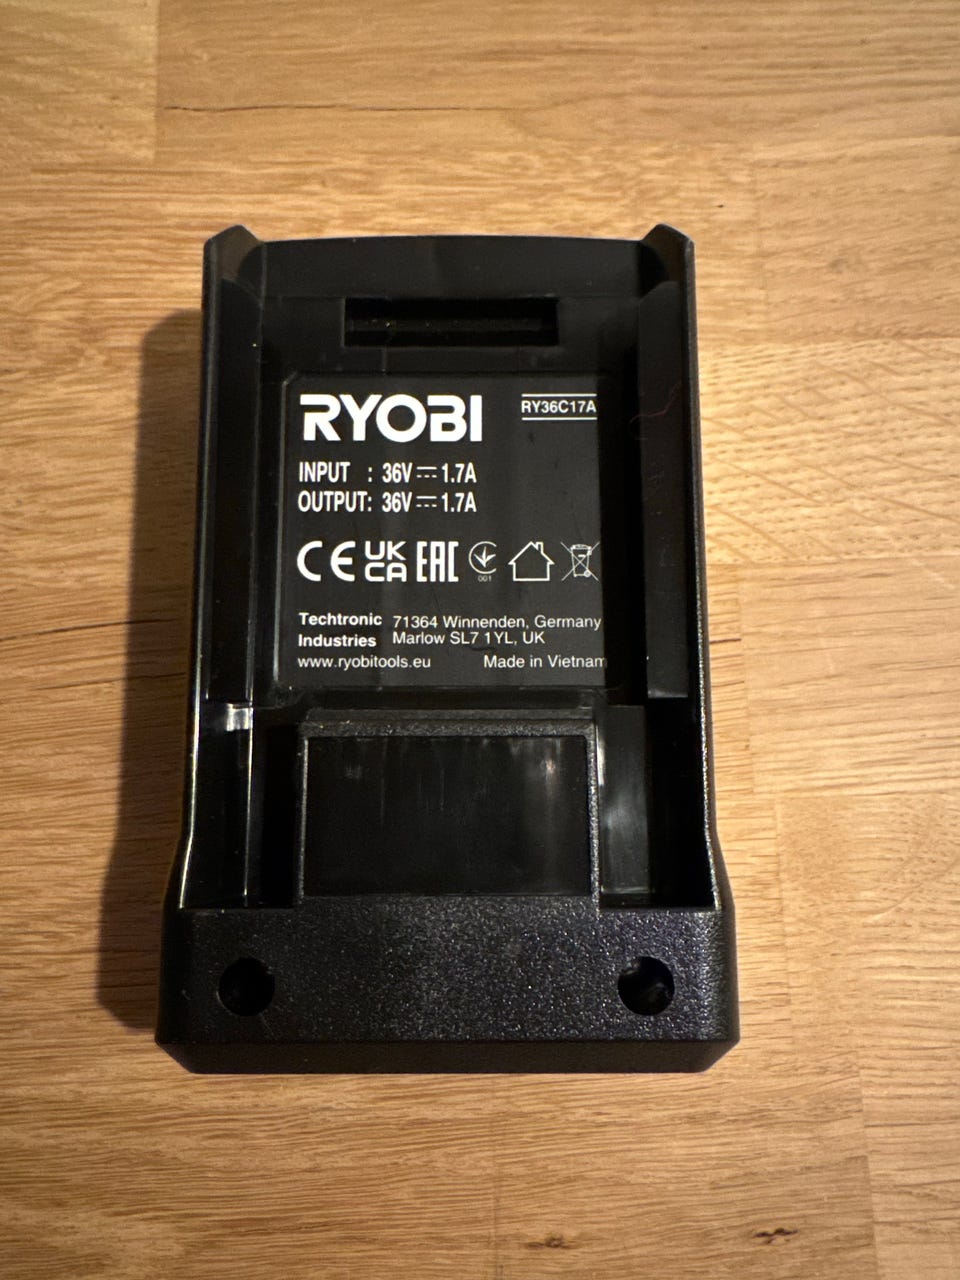 RYOBI
RY36C17A
INPUT : 36V ⎓ 1.7A
OUTPUT: 36V ⎓ 1.7A
CE UK CA EAC
001
Techtronic Industries
71364 Winnenden, Germany
Marlow SL7 1YL, UK
www.ryobitools.eu Made in Vietnam